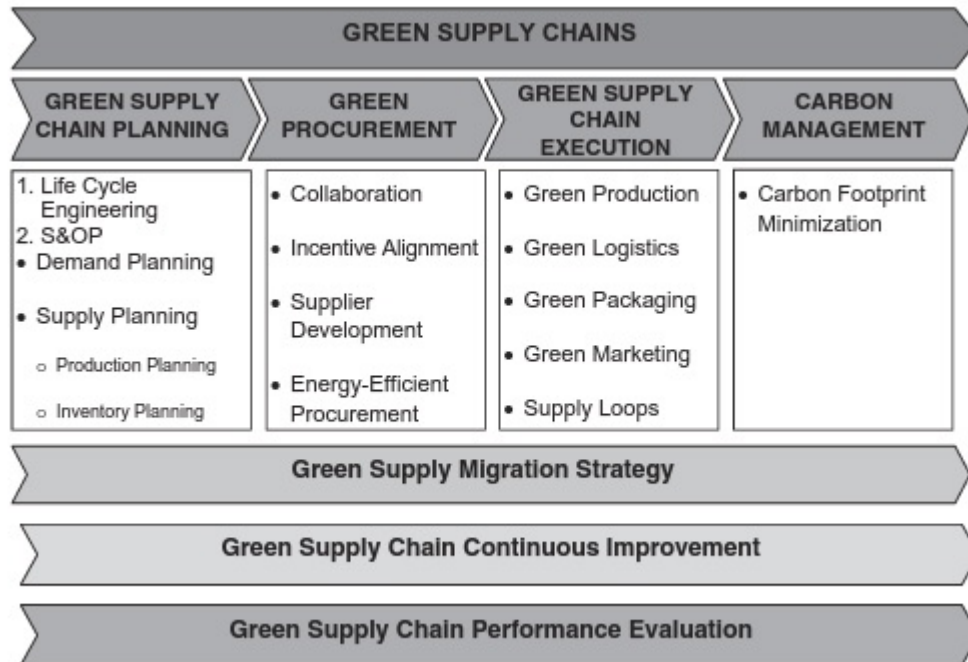 GREEN SUPPLY CHAINS
GREEN SUPPLY
CHAIN PLANNING
GREEN
PROCUREMENT
GREEN SUPPLY
CHAIN
EXECUTION
CARBON
MANAGEMENT
1. Life Cycle
Engineering
2. S&OP
• Demand Planning
• Supply Planning
o Production Planning
o Inventory Planning
• Collaboration
• Incentive Alignment
• Supplier
Development
• Energy-Efficient
Procurement
• Green Production
• Green Logistics
• Green Packaging
• Green Marketing
• Supply Loops
• Carbon Footprint
Minimization
Green Supply Migration Strategy
Green Supply Chain Continuous Improvement
Green Supply Chain Performance Evaluation